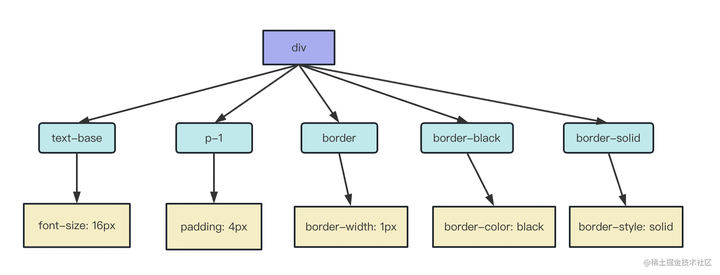 div
text-base
p-1
border
border-black
border-solid
font-size: 16px
padding: 4px
border-width: 1px
border-color: black
border-style: solid
@稀土掘金技术社区